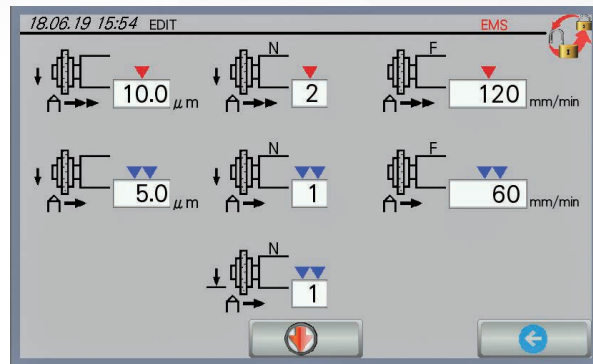 18.06.19 15:54 EDIT EMS
N F
10.0 μm 2 120 mm/min
N F
5.0 μm 1 60 mm/min
N
1